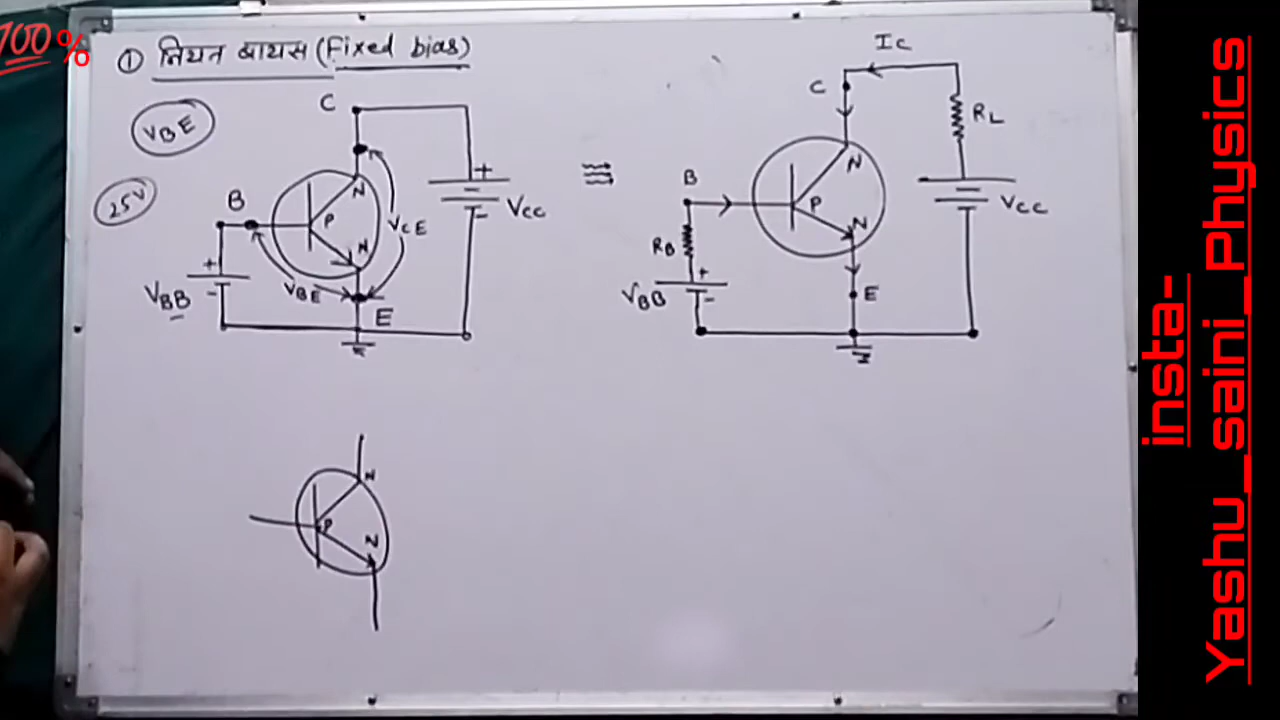 100%
① नियत बायस (Fixed bias)
VBE
25V
C
B
P
N
N
VCE
VBE
+
-
VCC
+
-
VBB
E
≡
IC
C
RL
B
N
P
N
RB
+
-
VBB
VCC
E
N
P
N
insta-
Yashu_saini_Physics